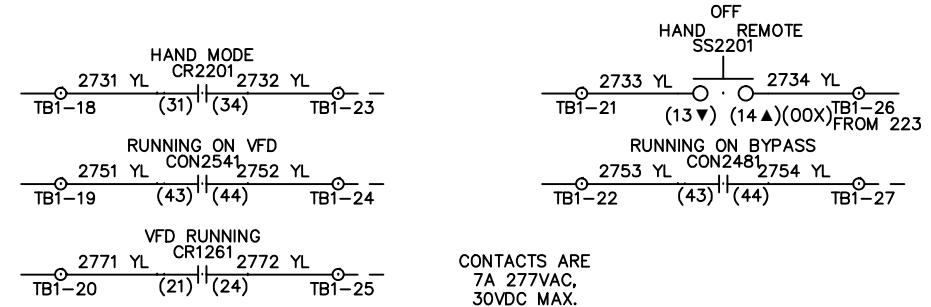 HAND MODE
CR2201
2731 YL 2732 YL
TB1-18 (31) (34) TB1-23
OFF
HAND REMOTE
SS2201
2733 YL 2734 YL
TB1-21 (13▼) (14▲)(00X) TB1-26
FROM 223
RUNNING ON VFD
CON2541
2751 YL 2752 YL
TB1-19 (43) (44) TB1-24
RUNNING ON BYPASS
CON2481
2753 YL 2754 YL
TB1-22 (43) (44) TB1-27
VFD RUNNING
CR1261
2771 YL 2772 YL
TB1-20 (21) (24) TB1-25
CONTACTS ARE
7A 277VAC,
30VDC MAX.